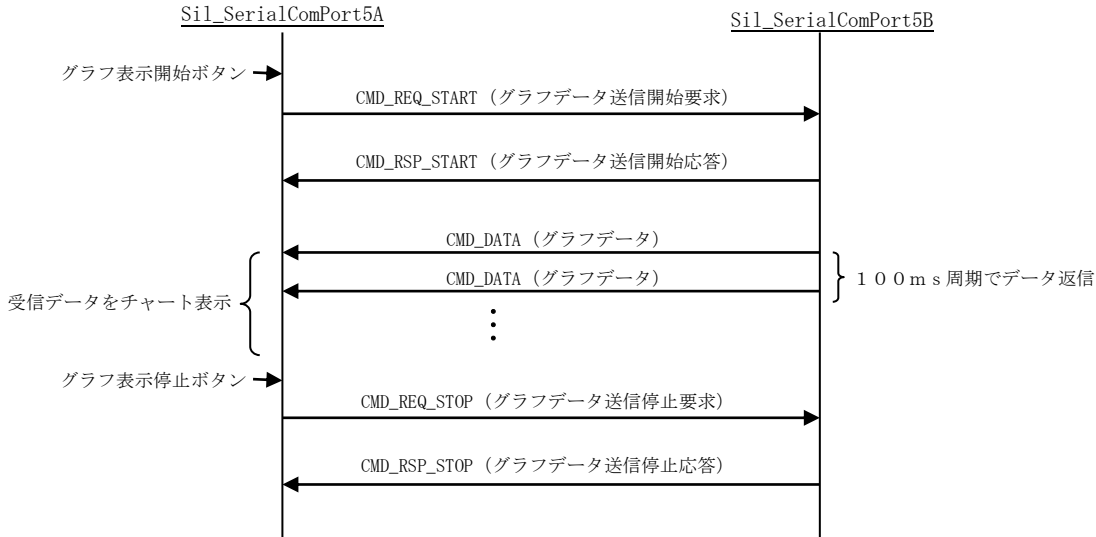 Sil_SerialComPort5A
Sil_SerialComPort5B
グラフ表示開始ボタン
CMD_REQ_START (グラフデータ送信開始要求)
CMD_RSP_START (グラフデータ送信開始応答)
CMD_DATA (グラフデータ)
CMD_DATA (グラフデータ)
１００ｍｓ周期でデータ返信
受信データをチャート表示
グラフ表示停止ボタン
CMD_REQ_STOP (グラフデータ送信停止要求)
CMD_RSP_STOP (グラフデータ送信停止応答)